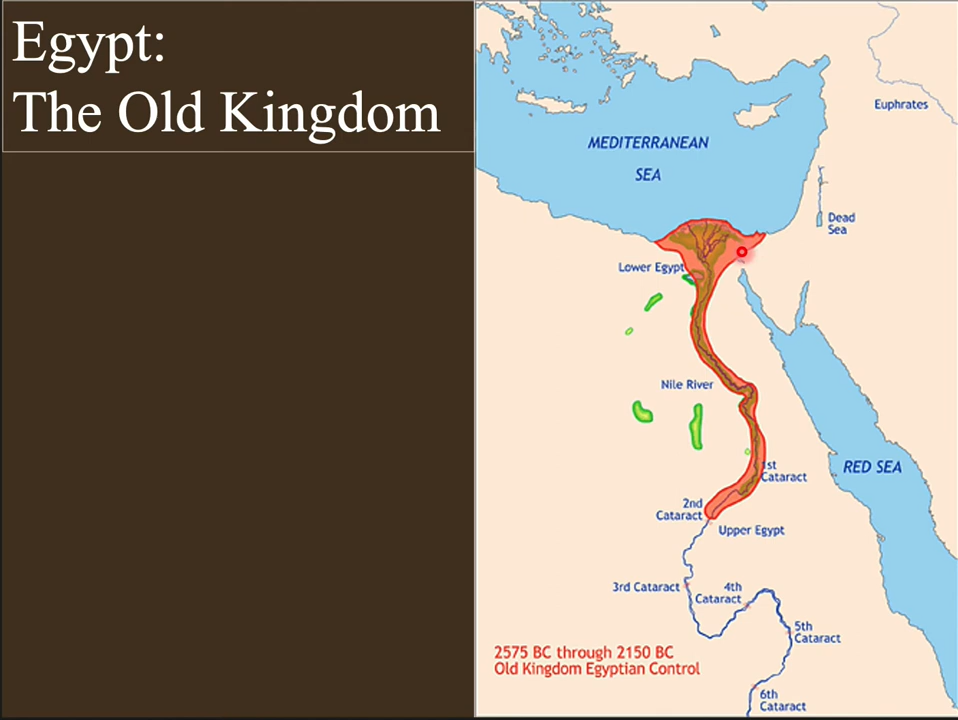 Egypt:
The Old Kingdom
Euphrates
MEDITERRANEAN
SEA
Dead
Sea
Lower Egypt
Nile River
RED SEA
1st
Cataract
2nd
Cataract
Upper Egypt
3rd Cataract
4th
Cataract
5th
Cataract
2575 BC through 2150 BC
Old Kingdom Egyptian Control
6th
Cataract